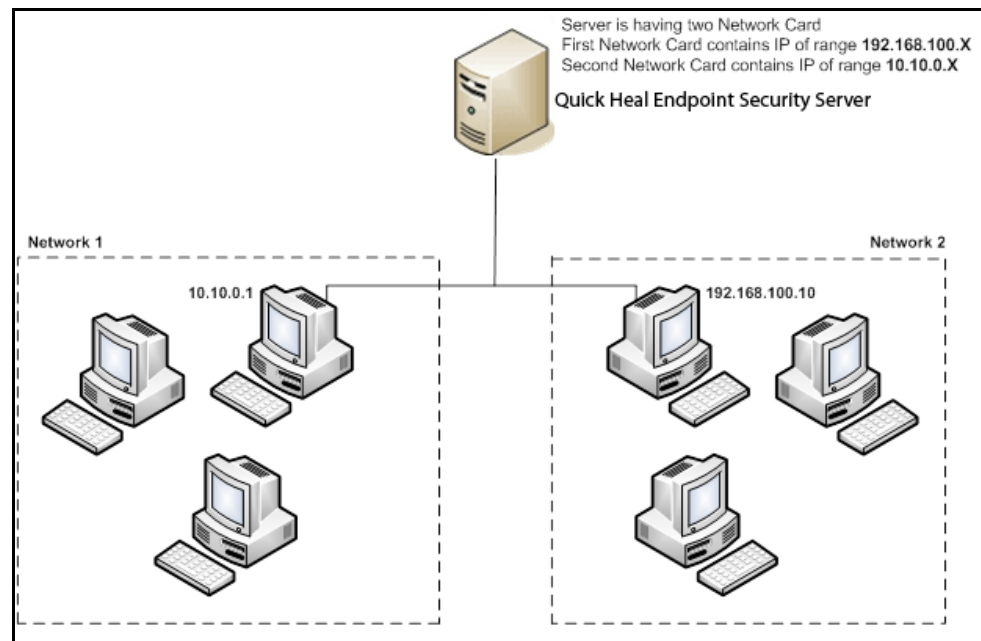 Server is having two Network Card
First Network Card contains IP of range 192.168.100.X
Second Network Card contains IP of range 10.10.0.X
Quick Heal Endpoint Security Server
Network 1
Network 2
10.10.0.1
192.168.100.10